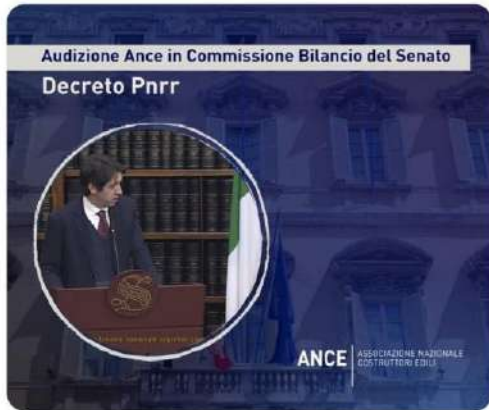 Audizione Ance in Commissione Bilancio del Senato
Decreto Pnrr
ANCE
ASSOCIAZIONE NAZIONALE
COSTRUTTORI EDILI